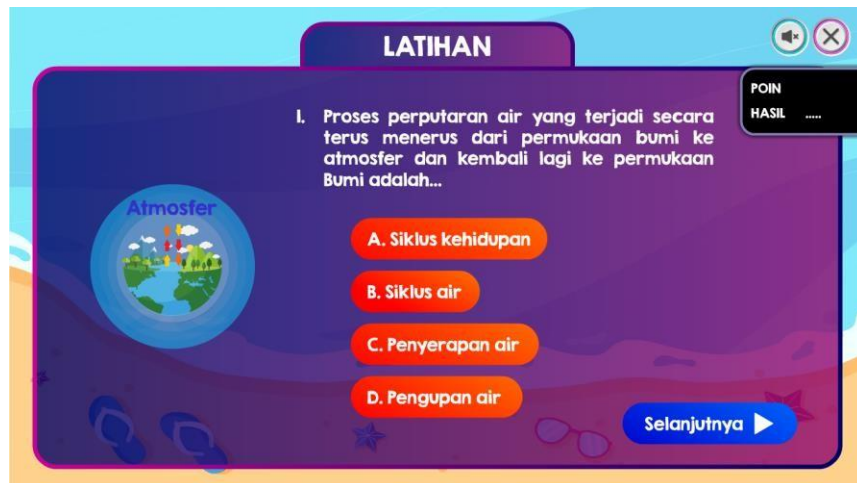 LATIHAN
POIN
HASIL .....
1. Proses perputaran air yang terjadi secara
terus menerus dari permukaan bumi ke
atmosfer dan kembali lagi ke permukaan
Bumi adalah...
Atmosfer
A. Siklus kehidupan
B. Siklus air
C. Penyerapan air
D. Pengupan air
Selanjutnya